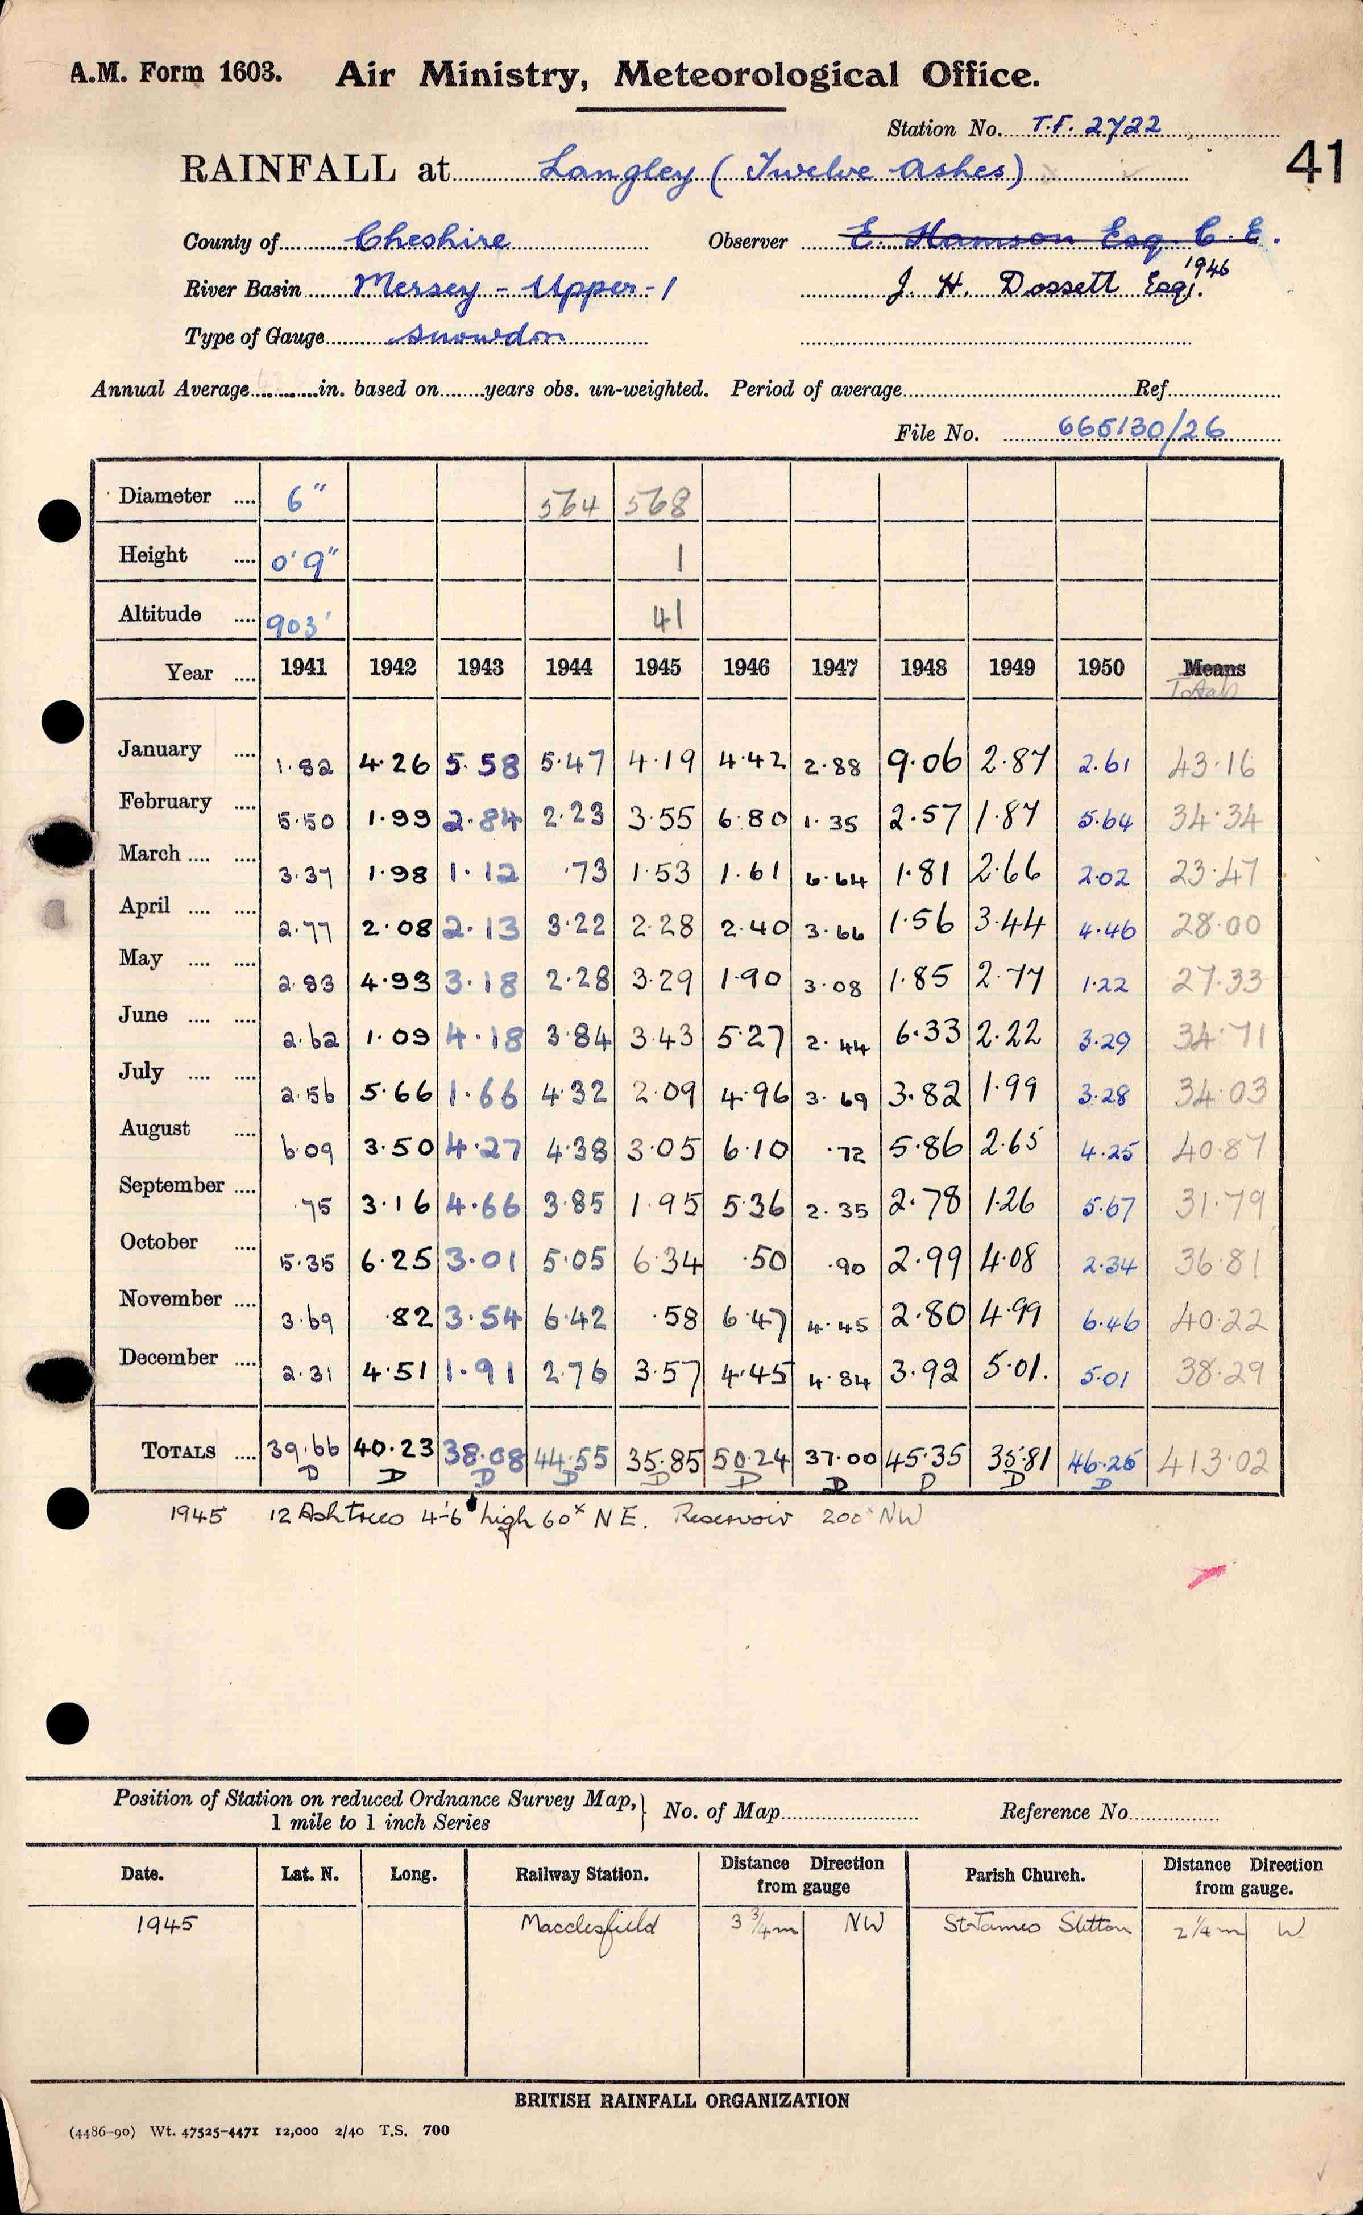 A.M. Form 1603. Air Ministry, Meteorological Office.
Station No. T.F. 2722
41
RAINFALL at Langley (Twelve Ashes)
County of Cheshire Observer E. Hamson Esq. C.E.
River Basin Mersey - Upper - 1 J. H. Dossett Esq. 1946
Type of Gauge Snowdon
Annual Average in. based on years obs. un-weighted. Period of average Ref.
File No. 665130/26
Diameter 6" 564 568
Height 0' 9" 1
Altitude 903' 41
Year 1941 1942 1943 1944 1945 1946 1947 1948 1949 1950 Means
Totals
January 1.82 4.26 5.58 5.47 4.19 4.42 2.88 9.06 2.87 2.61 43.16
February 5.50 1.99 2.84 2.23 3.55 6.80 1.35 2.57 1.87 5.64 34.34
March 3.37 1.98 1.12 .73 1.53 1.61 6.64 1.81 2.66 2.02 23.47
April 2.77 2.08 2.13 3.22 2.28 2.40 3.66 1.56 3.44 4.46 28.00
May 2.83 4.93 3.18 2.28 3.29 1.90 3.08 1.85 2.77 1.22 27.33
June 2.62 1.09 4.18 3.84 3.43 5.27 2.44 6.33 2.22 3.29 34.71
July 2.56 5.66 1.66 4.32 2.09 4.96 3.69 3.82 1.99 3.28 34.03
August 6.09 3.50 4.27 4.38 3.05 6.10 .72 5.86 2.65 4.25 40.87
September .75 3.16 4.66 3.85 1.95 5.36 2.35 2.78 1.26 5.67 31.79
October 5.35 6.25 3.01 5.05 6.34 .50 .90 2.99 4.08 2.34 36.81
November 3.69 .82 3.54 6.42 .58 6.47 4.45 2.80 4.99 6.46 40.22
December 2.31 4.51 1.91 2.76 3.57 4.45 4.84 3.92 5.01. 5.01 38.29
TOTALS 39.66 40.23 38.08 44.55 35.85 50.24 37.00 45.35 35.81 46.25 413.02
D D D D D D D D D D
1945 12 Ash trees 4'-6" high 60x N E. Reservoir 200x NW
Position of Station on reduced Ordnance Survey Map, 1 mile to 1 inch Series } No. of Map Reference No.
Date. Lat. N. Long. Railway Station. Distance Direction from gauge Parish Church. Distance Direction from gauge.
1945 Macclesfield 3 3/4 m NW St James Sutton 2 1/4 m W
BRITISH RAINFALL ORGANIZATION
(4486-90) Wt. 47525-4471 12,000 2/40 T.S. 700